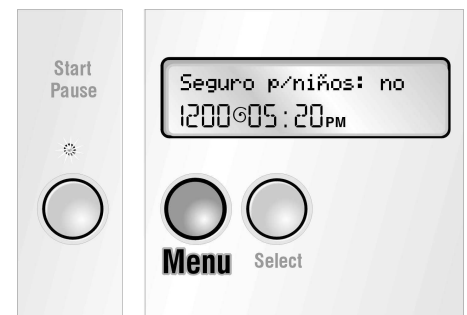 Start
Pause
Seguro p/niños: no
1200 05:20PM
Menu
Select